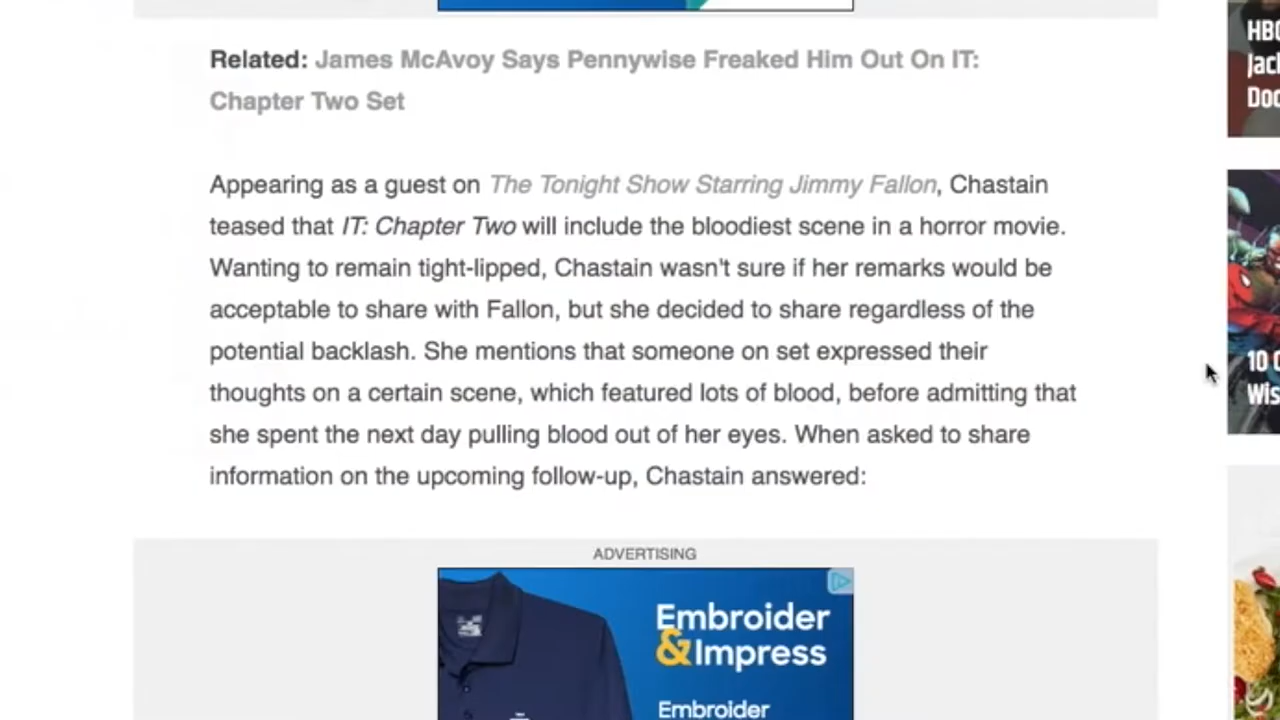 Related: James McAvoy Says Pennywise Freaked Him Out On IT:
Chapter Two Set
Appearing as a guest on The Tonight Show Starring Jimmy Fallon, Chastain
teased that IT: Chapter Two will include the bloodiest scene in a horror movie.
Wanting to remain tight-lipped, Chastain wasn't sure if her remarks would be
acceptable to share with Fallon, but she decided to share regardless of the
potential backlash. She mentions that someone on set expressed their
thoughts on a certain scene, which featured lots of blood, before admitting that
she spent the next day pulling blood out of her eyes. When asked to share
information on the upcoming follow-up, Chastain answered:
ADVERTISING
Embroider
&Impress
Embroider
HBO
10